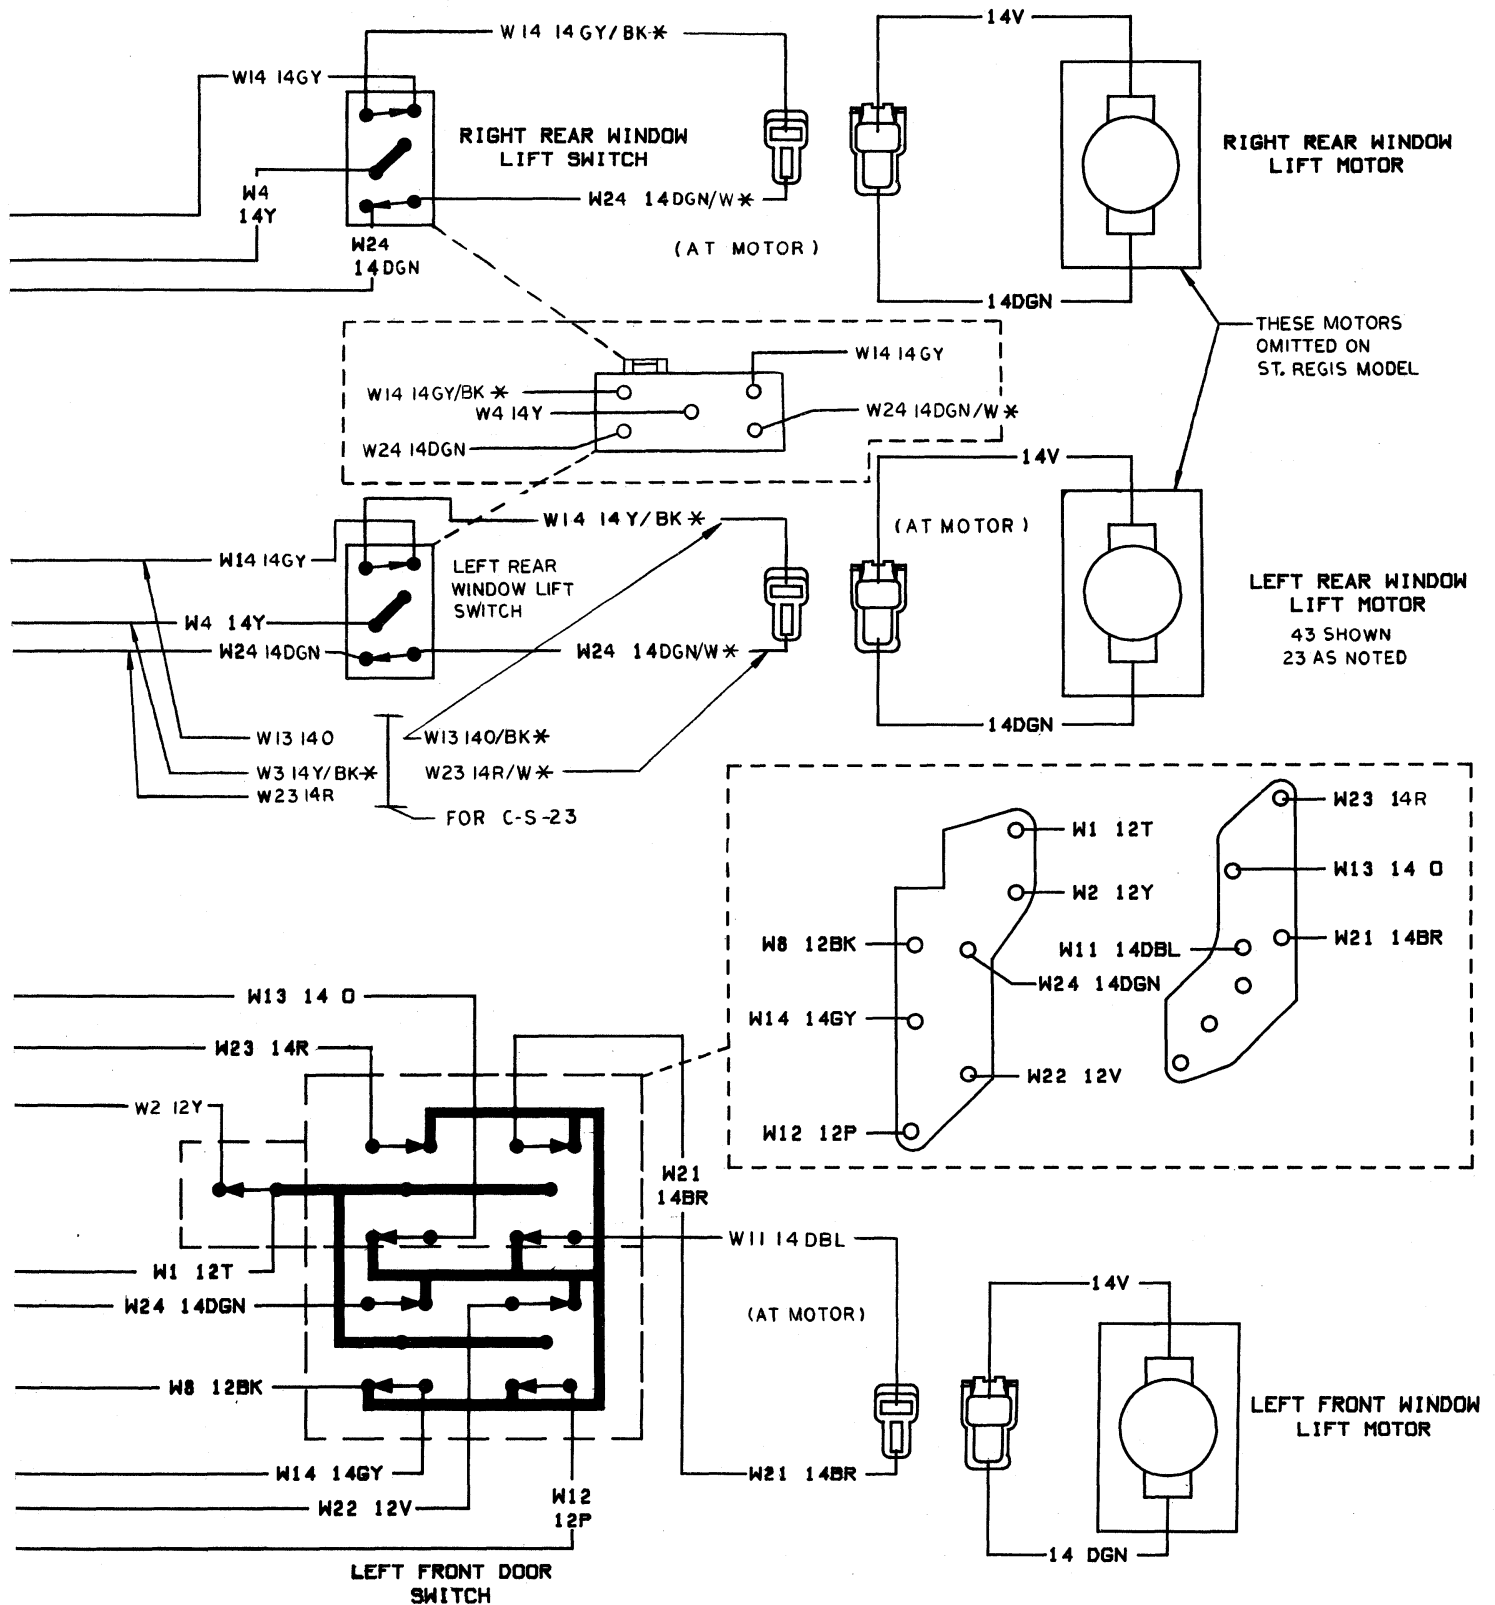 14V
W14 14GY/BK*
W14 14GY
RIGHT REAR WINDOW
LIFT SWITCH
RIGHT REAR WINDOW
LIFT MOTOR
W4
14Y
W24 14DGN/W*
W24
14DGN
(AT MOTOR)
14DGN
THESE MOTORS
OMITTED ON
ST. REGIS MODEL
W14 14GY
W14 14GY/BK*
W4 14Y
W24 14DGN/W*
W24 14DGN
14V
W14 14Y/BK*
(AT MOTOR)
W14 14GY
LEFT REAR
WINDOW LIFT
SWITCH
LEFT REAR WINDOW
LIFT MOTOR
43 SHOWN
23 AS NOTED
W4 14Y
W24 14DGN
W24 14DGN/W*
14DGN
W13 14O
W13 14O/BK*
W3 14Y/BK*
W23 14R/W*
W23 14R
FOR C-S-23
W23 14R
W1 12T
W13 14 O
W2 12Y
W21 14BR
W8 12BK
W11 14DBL
W24 14DGN
W14 14GY
W22 12V
W12 12P
W13 14 O
W23 14R
W2 12Y
W21
14BR
W11 14DBL
W1 12T
W24 14DGN
(AT MOTOR)
14V
W8 12BK
LEFT FRONT WINDOW
LIFT MOTOR
W14 14GY
W21 14BR
W22 12V
W12
12P
14 DGN
LEFT FRONT DOOR
SWITCH